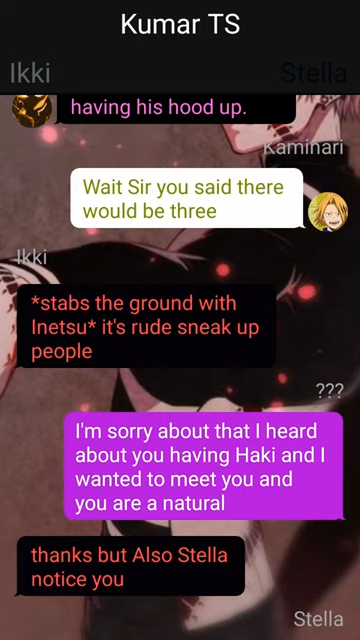 Kumar TS
Ikki
Stella
having his hood up.
Kaminari
Wait Sir you said there
would be three
Ikki
*stabs the ground with
Inetsu* it's rude sneak up
people
???
I'm sorry about that I heard
about you having Haki and I
wanted to meet you and
you are a natural
thanks but Also Stella
notice you
Stella